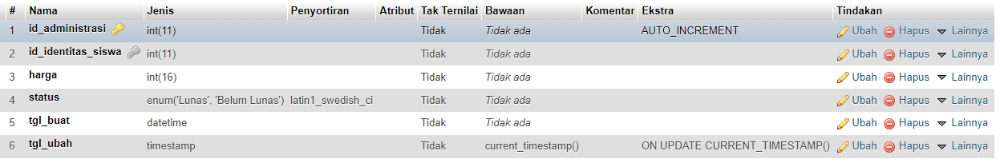 # Nama Jenis Penyortiran Atribut Tak Ternilai Bawaan Komentar Ekstra Tindakan
1 id_administrasi int(11) Tidak Tidak ada AUTO_INCREMENT Ubah Hapus Lainnya
2 id_identitas_siswa int(11) Tidak Tidak ada Ubah Hapus Lainnya
3 harga int(16) Tidak Tidak ada Ubah Hapus Lainnya
4 status enum('Lunas', 'Belum Lunas') latin1_swedish_ci Tidak Tidak ada Ubah Hapus Lainnya
5 tgl_buat datetime Tidak Tidak ada Ubah Hapus Lainnya
6 tgl_ubah timestamp Tidak current_timestamp() ON UPDATE CURRENT_TIMESTAMP() Ubah Hapus Lainnya